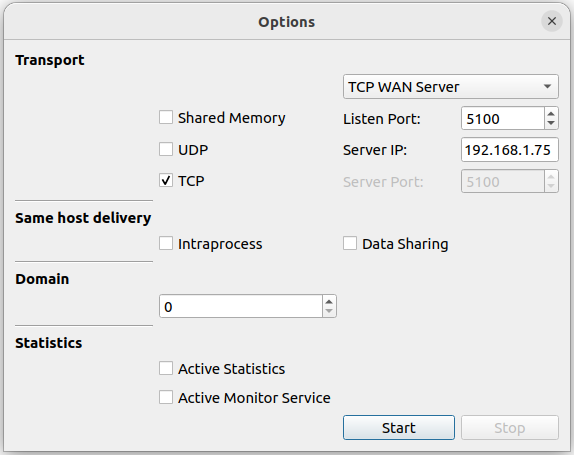 Options
Transport
TCP WAN Server
Shared Memory Listen Port: 5100
UDP Server IP: 192.168.1.75
TCP Server Port: 5100
Same host delivery
Intraprocess Data Sharing
Domain
0
Statistics
Active Statistics
Active Monitor Service
Start Stop